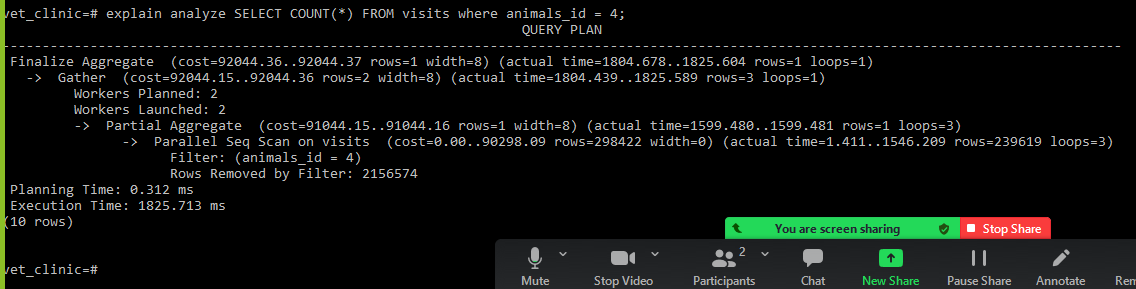 vet_clinic=# explain analyze SELECT COUNT(*) FROM visits where animals_id = 4;
QUERY PLAN
--------------------------------------------------------------------------------------------------------------------------------------------
Finalize Aggregate  (cost=92044.36..92044.37 rows=1 width=8) (actual time=1804.678..1825.604 rows=1 loops=1)
->  Gather  (cost=92044.15..92044.36 rows=2 width=8) (actual time=1804.439..1825.589 rows=3 loops=1)
Workers Planned: 2
Workers Launched: 2
->  Partial Aggregate  (cost=91044.15..91044.16 rows=1 width=8) (actual time=1599.480..1599.481 rows=1 loops=3)
->  Parallel Seq Scan on visits  (cost=0.00..90298.09 rows=298422 width=0) (actual time=1.411..1546.209 rows=239619 loops=3)
Filter: (animals_id = 4)
Rows Removed by Filter: 2156574
Planning Time: 0.312 ms
Execution Time: 1825.713 ms
(10 rows)
You are screen sharing Stop Share
vet_clinic=#
2
Mute Stop Video Participants Chat New Share Pause Share Annotate Ren